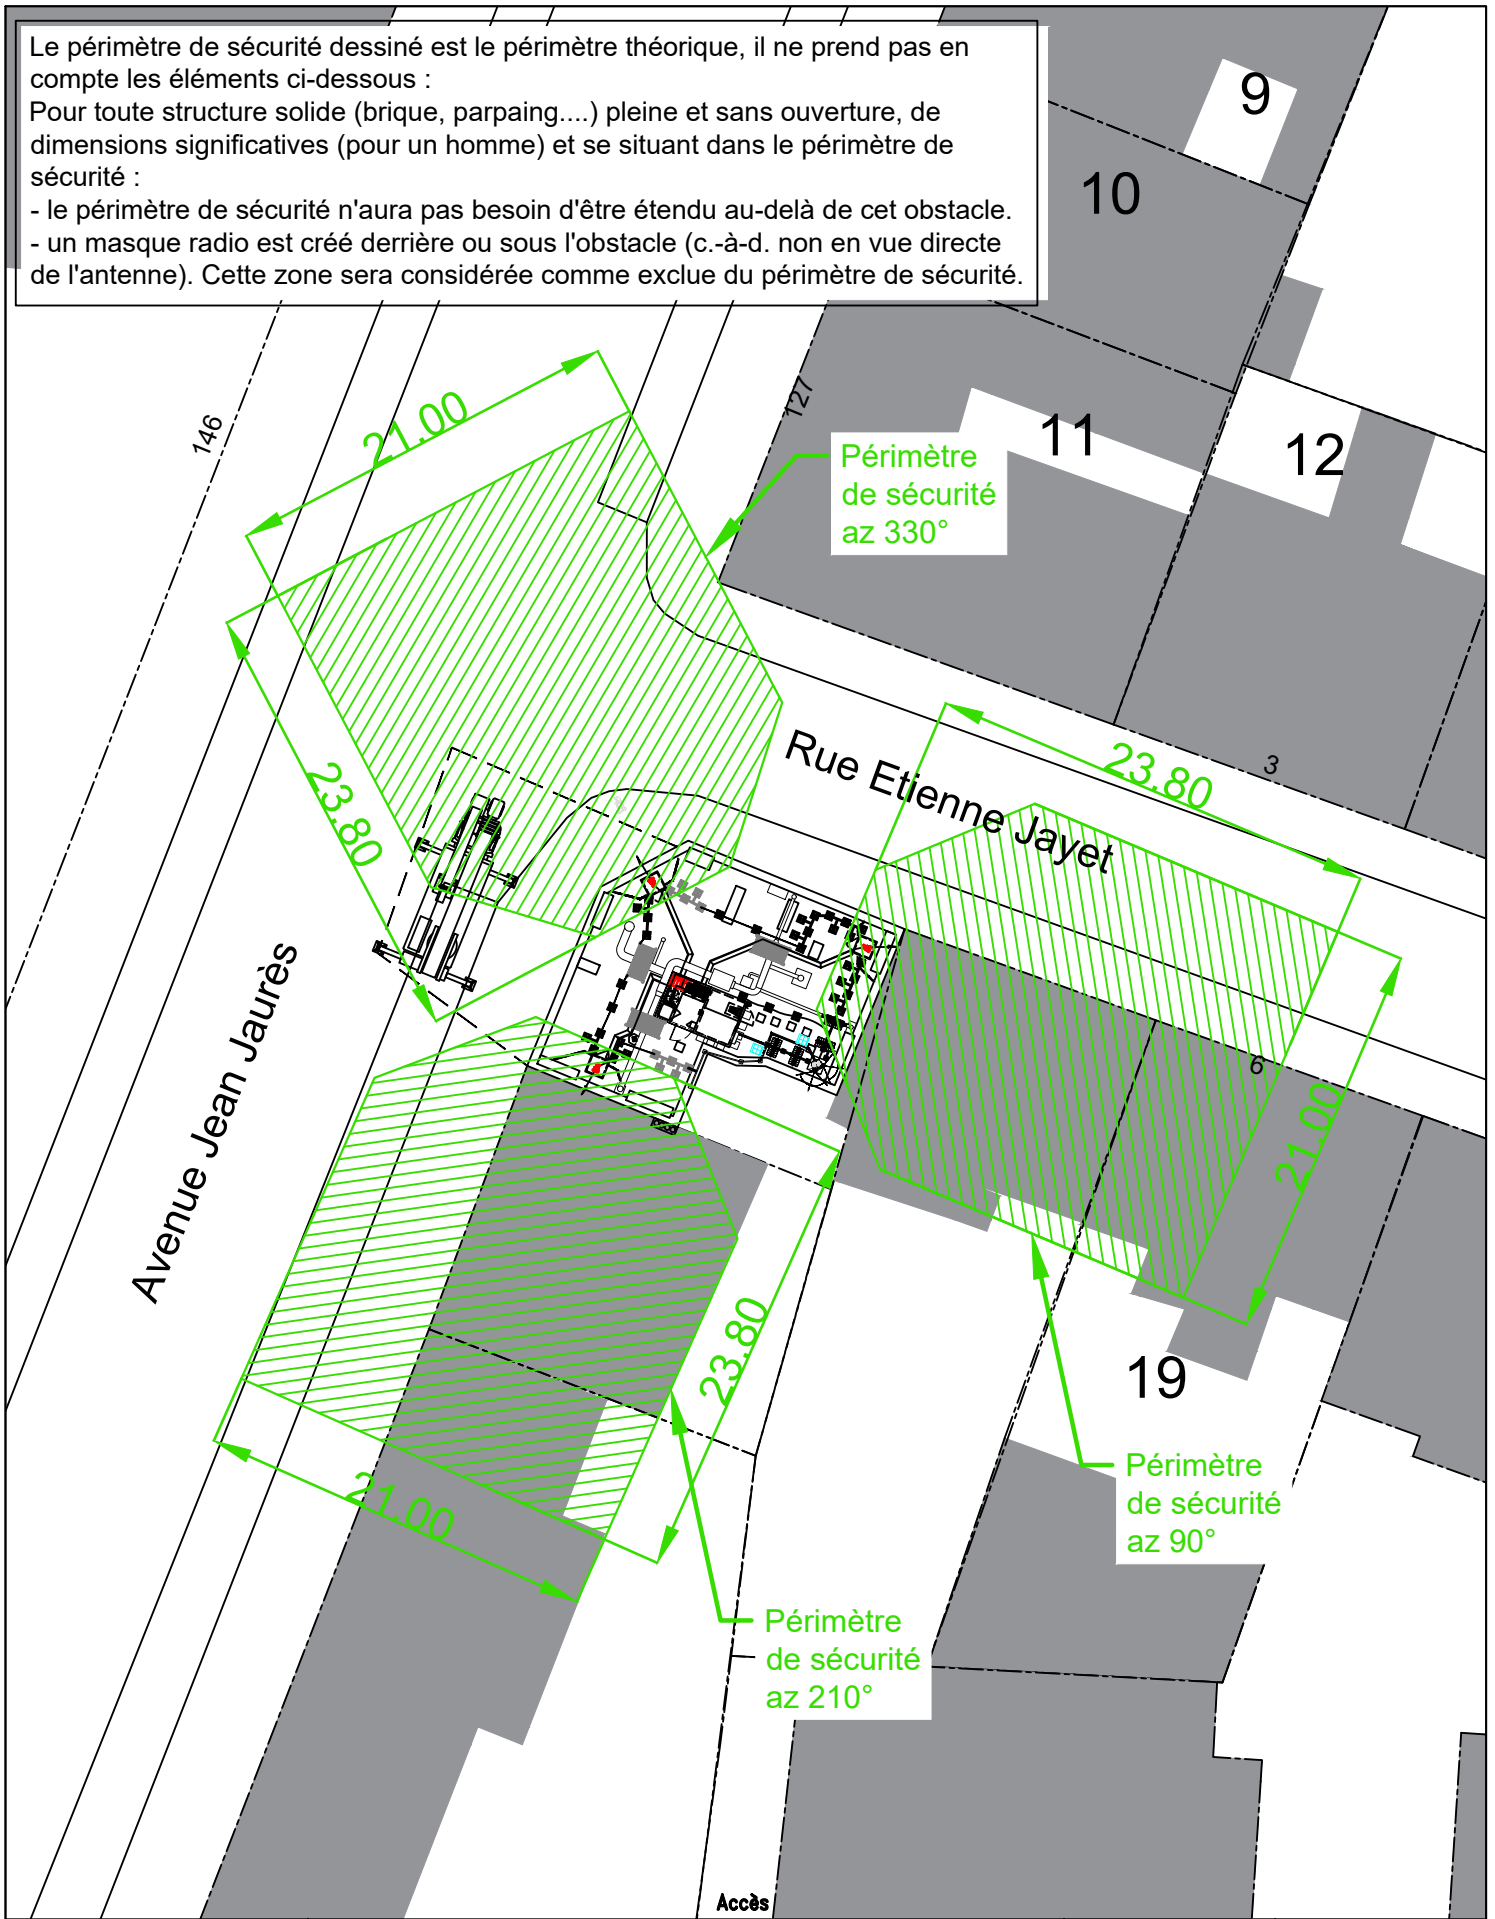 Le périmètre de sécurité dessiné est le périmètre théorique, il ne prend pas en
compte les éléments ci-dessous :
Pour toute structure solide (brique, parpaing....) pleine et sans ouverture, de
dimensions significatives (pour un homme) et se situant dans le périmètre de
sécurité :
- le périmètre de sécurité n'aura pas besoin d'être étendu au-delà de cet obstacle.
- un masque radio est créé derrière ou sous l'obstacle (c.-à-d. non en vue directe
de l'antenne). Cette zone sera considérée comme exclue du périmètre de sécurité.
9
10
127
146
21.00
11
12
Périmètre
de sécurité
az 330°
23.80
Rue Etienne Jayet
23.80
3
6
21.00
Avenue Jean Jaurès
23.80
21.00
19
Périmètre
de sécurité
az 90°
Périmètre
de sécurité
az 210°
Accès